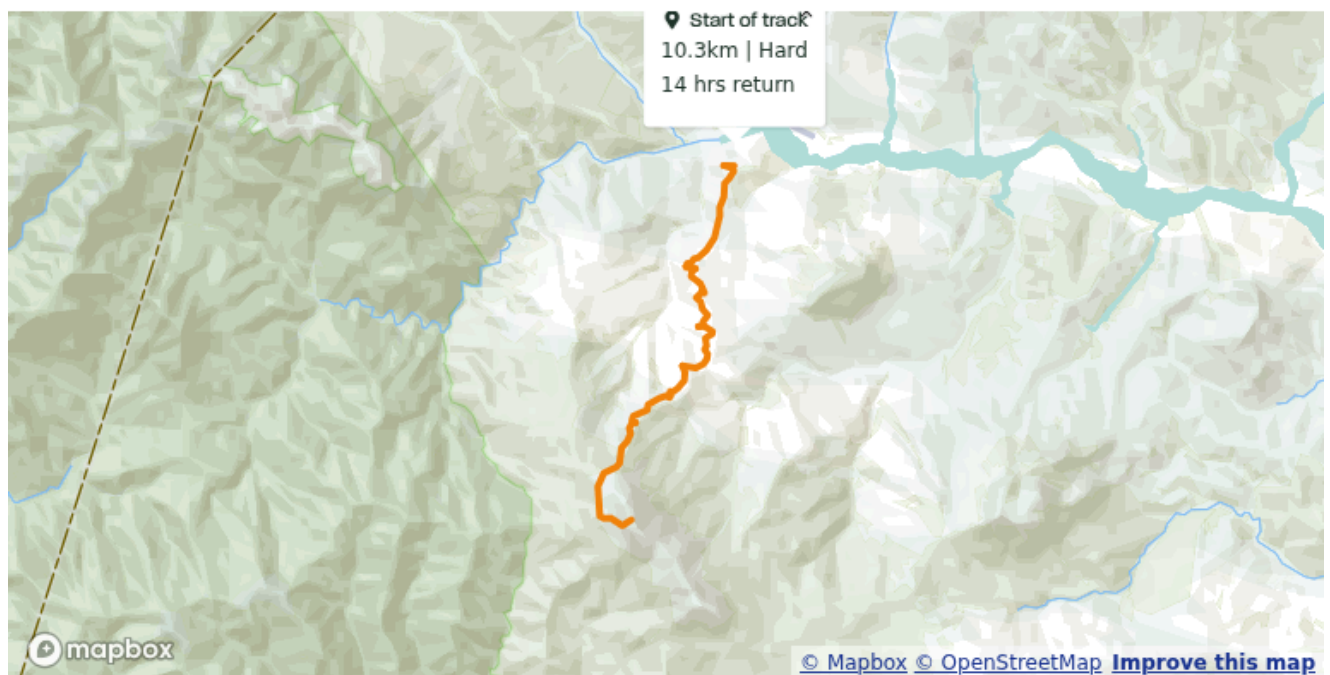 Start of track
10.3km | Hard
14 hrs return
mapbox
© Mapbox © OpenStreetMap Improve this map